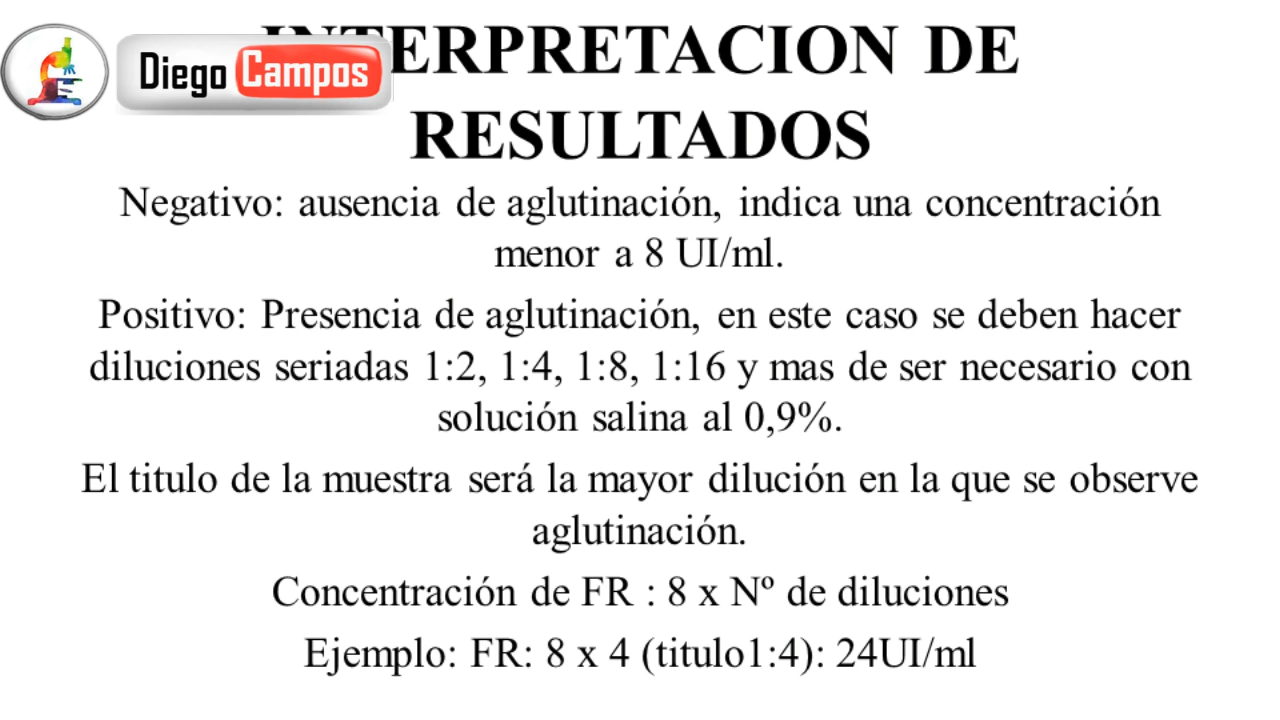 Diego Campos
INTERPRETACION DE
RESULTADOS
Negativo: ausencia de aglutinación, indica una concentración
menor a 8 UI/ml.
Positivo: Presencia de aglutinación, en este caso se deben hacer
diluciones seriadas 1:2, 1:4, 1:8, 1:16 y mas de ser necesario con
solución salina al 0,9%.
El titulo de la muestra será la mayor dilución en la que se observe
aglutinación.
Concentración de FR : 8 x Nº de diluciones
Ejemplo: FR: 8 x 4 (titulo1:4): 24UI/ml